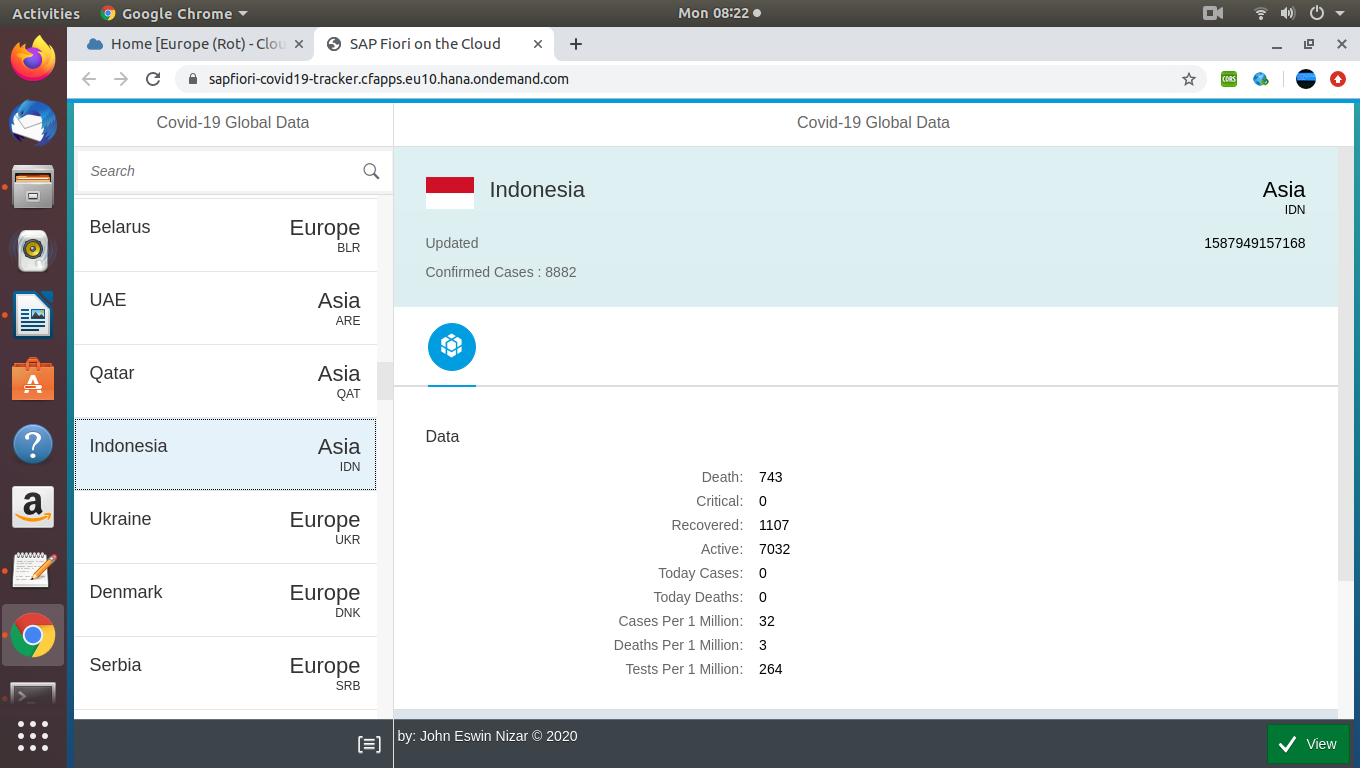 Activities Google Chrome Mon 08:22
Home [Europe (Rot) - Clou SAP Fiori on the Cloud
sapfiori-covid19-tracker.cfapps.eu10.hana.ondemand.com
CORS
Covid-19 Global Data
Search
Belarus Europe
BLR
UAE Asia
ARE
Qatar Asia
QAT
Indonesia Asia
IDN
Ukraine Europe
UKR
Denmark Europe
DNK
Serbia Europe
SRB
Covid-19 Global Data
Indonesia Asia
IDN
Updated 1587949157168
Confirmed Cases : 8882
Data
Death: 743
Critical: 0
Recovered: 1107
Active: 7032
Today Cases: 0
Today Deaths: 0
Cases Per 1 Million: 32
Deaths Per 1 Million: 3
Tests Per 1 Million: 264
by: John Eswin Nizar © 2020
View